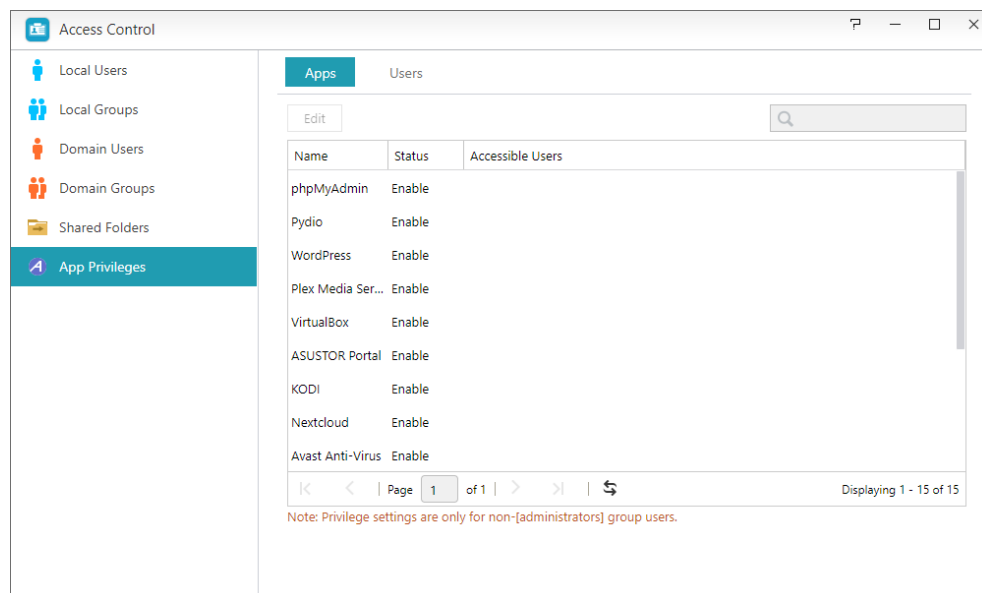 Access Control
Local Users
Local Groups
Domain Users
Domain Groups
Shared Folders
App Privileges
Apps Users
Edit
Name Status Accessible Users
phpMyAdmin Enable
Pydio Enable
WordPress Enable
Plex Media Ser... Enable
VirtualBox Enable
ASUSTOR Portal Enable
KODI Enable
Nextcloud Enable
Avast Anti-Virus Enable
Page 1 of 1 Displaying 1 - 15 of 15
Note: Privilege settings are only for non-[administrators] group users.